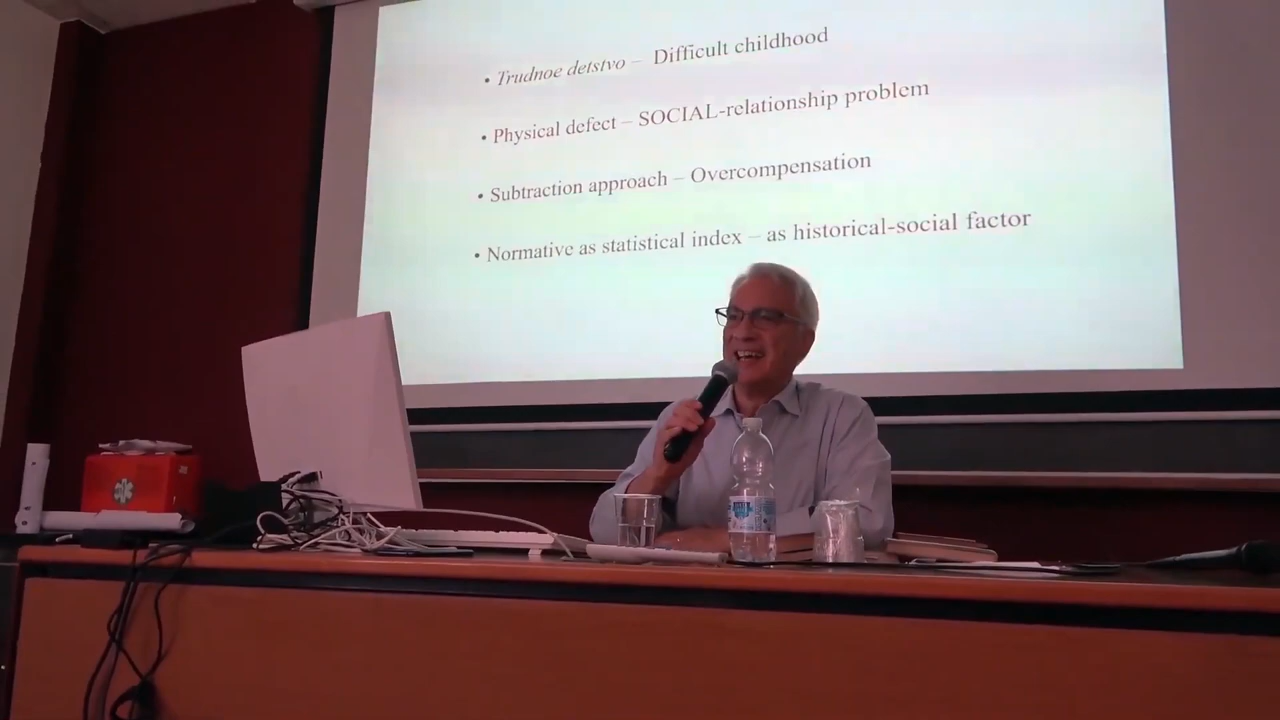 • Trudnoe detstvo – Difficult childhood
• Physical defect – SOCIAL-relationship problem
• Subtraction approach – Overcompensation
• Normative as statistical index – as historical-social factor